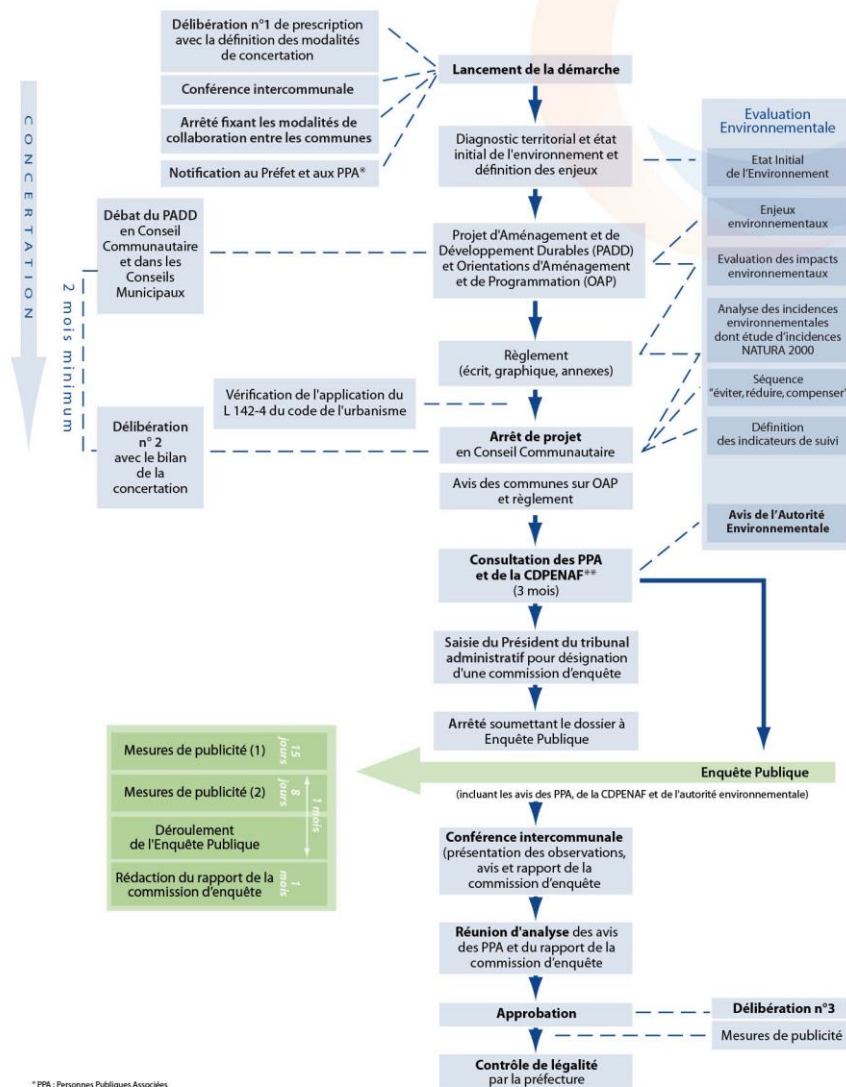 Délibération n°1 de prescription
avec la définition des modalités
de concertation
Conférence intercommunale
Arrêté fixant les modalités de
collaboration entre les communes
Notification au Préfet et aux PPA*
Lancement de la démarche
CONCERTATION
Diagnostic territorial et état
initial de l'environnement et
définition des enjeux
Evaluation
Environnementale
Etat Initial
de l'Environnement
Débat du PADD
en Conseil
Communautaire
et dans les
Conseils
Municipaux
Projet d'Aménagement et de
Développement Durables (PADD)
et Orientations d'Aménagement
et de Programmation (OAP)
Enjeux
environnementaux
Evaluation des impacts
environnementaux
2 mois minimum
Analyse des incidences
environnementales
dont étude d'incidences
NATURA 2000
Règlement
(écrit, graphique, annexes)
Séquence
"éviter, réduire, compenser"
Vérification de l'application du
L 142-4 du code de l'urbanisme
Délibération
n° 2
avec le bilan
de la
concertation
Arrêt de projet
en Conseil Communautaire
Définition
des indicateurs de suivi
Avis des communes sur OAP
et règlement
Avis de l'Autorité
Environnementale
Consultation des PPA
et de la CDPENAF**
(3 mois)
Saisie du Président du tribunal
administratif pour désignation
d'une commission d'enquête
Arrêté soumettant le dossier à
Enquête Publique
Mesures de publicité (1)
15 jours
Mesures de publicité (2)
8 jours
1 mois
Déroulement
de l'Enquête Publique
Rédaction du rapport de la
commission d'enquête
1 mois
Enquête Publique
(incluant les avis des PPA, de la CDPENAF et de l'autorité environnementale)
Conférence intercommunale
(présentation des observations,
avis et rapport de la
commission d'enquête
Réunion d'analyse des avis
des PPA et du rapport de la
commission d'enquête
Approbation
Délibération n°3
Mesures de publicité
Contrôle de légalité
par la préfecture
* PPA : Personnes Publiques Associées